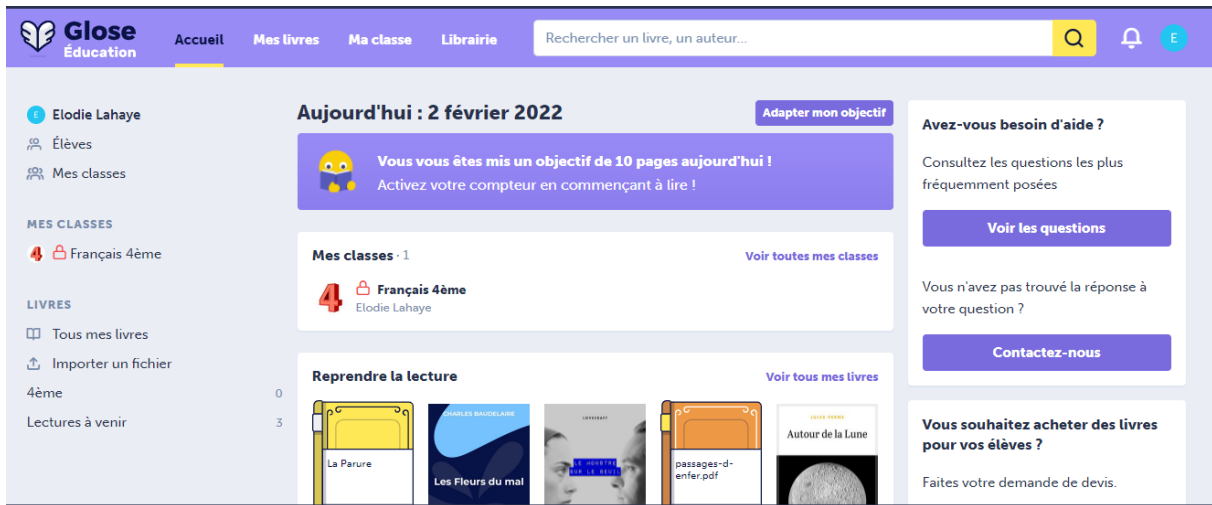 Glose
Éducation
Accueil
Mes livres
Ma classe
Librairie
Rechercher un livre, un auteur...
E
E
Elodie Lahaye
Élèves
Mes classes
MES CLASSES
4
Français 4ème
LIVRES
Tous mes livres
Importer un fichier
4ème 0
Lectures à venir 3
Aujourd'hui : 2 février 2022
Adapter mon objectif
Vous vous êtes mis un objectif de 10 pages aujourd'hui !
Activez votre compteur en commençant à lire !
Mes classes · 1
Voir toutes mes classes
4
Français 4ème
Elodie Lahaye
Reprendre la lecture
Voir tous mes livres
La Parure
CHARLES BAUDELAIRE
Les Fleurs du mal
LOVECRAFT
LE MONSTRE
SUR LE SEUIL
passages-d-
enfer.pdf
JULES VERNE
Autour de la Lune
Avez-vous besoin d'aide ?
Consultez les questions les plus
fréquemment posées
Voir les questions
Vous n'avez pas trouvé la réponse à
votre question ?
Contactez-nous
Vous souhaitez acheter des livres
pour vos élèves ?
Faites votre demande de devis.